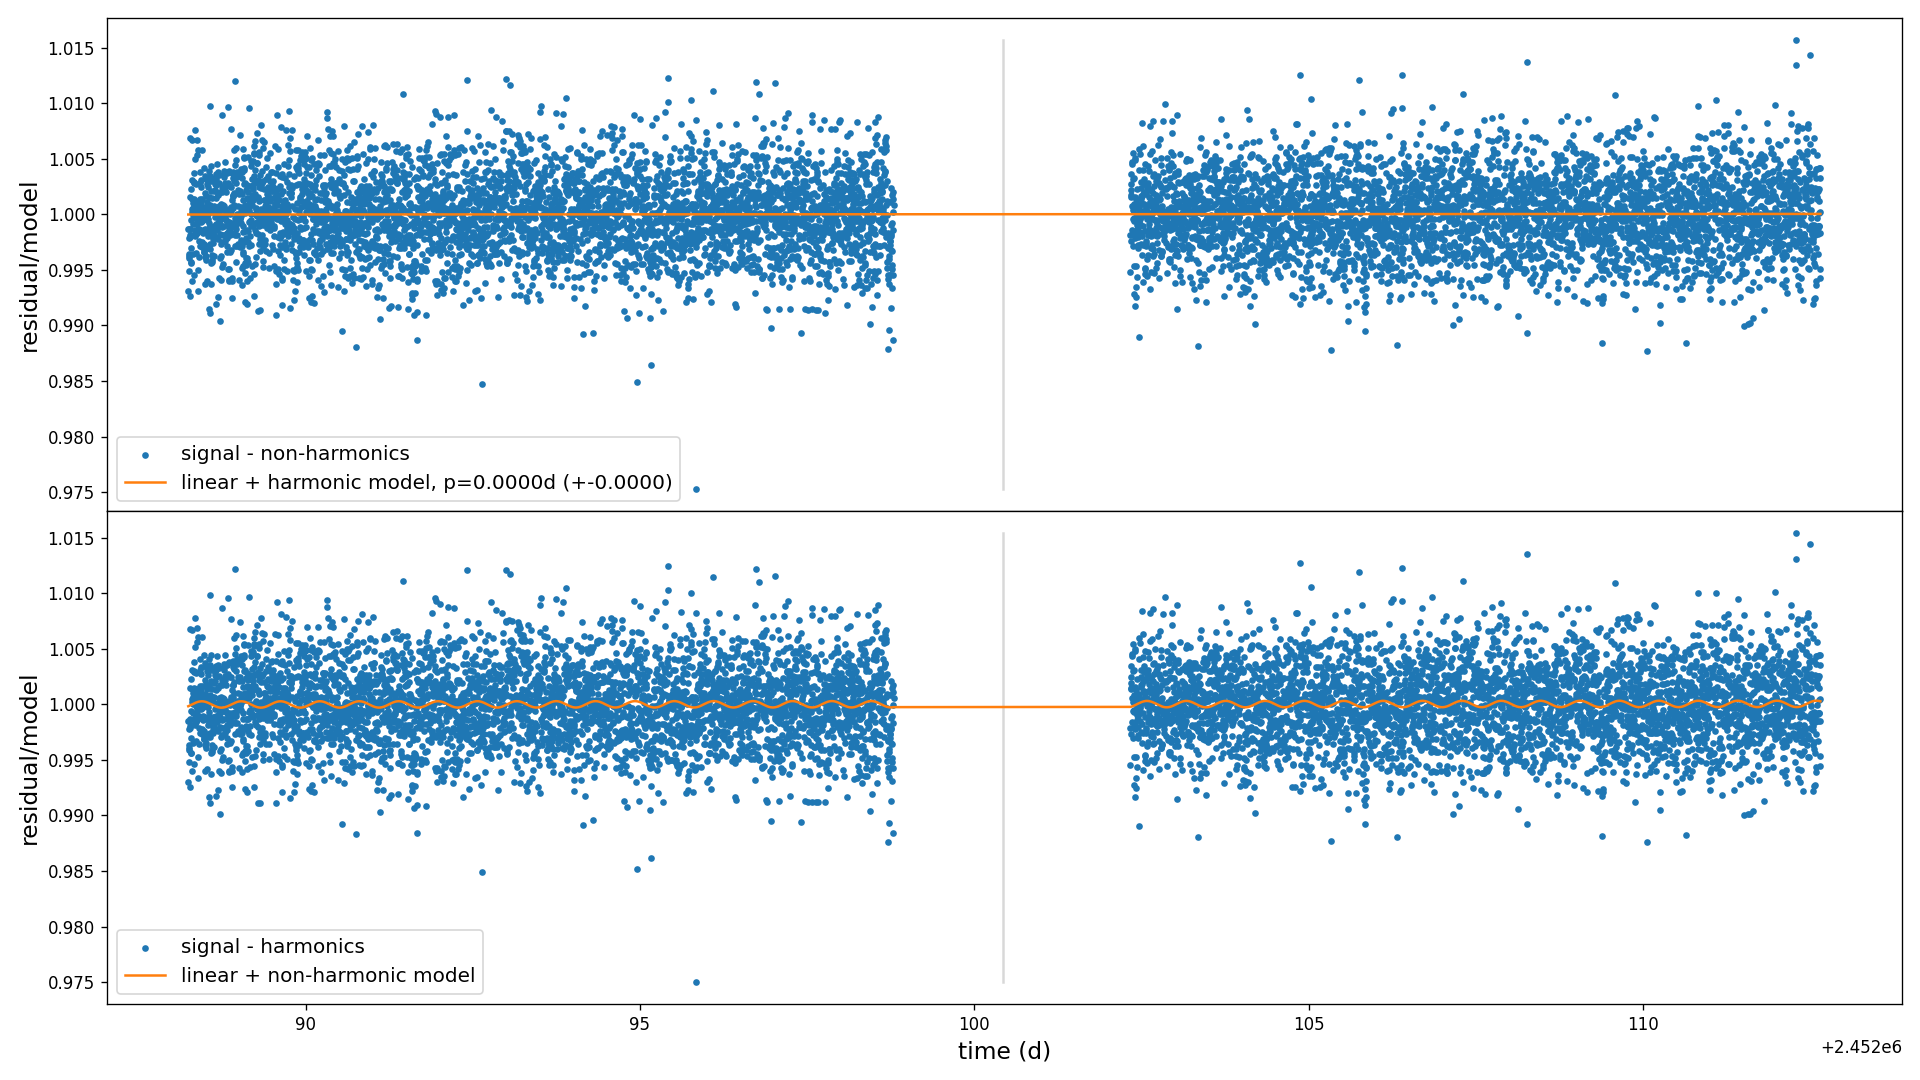 1.015
1.010
1.005
1.000
0.995
0.990
0.985
0.980
0.975
residual/model
signal - non-harmonics
linear + harmonic model, p=0.0000d (+-0.0000)
1.015
1.010
1.005
1.000
0.995
0.990
0.985
0.980
0.975
residual/model
signal - harmonics
linear + non-harmonic model
90 95 100 105 110
time (d)
+2.452e6